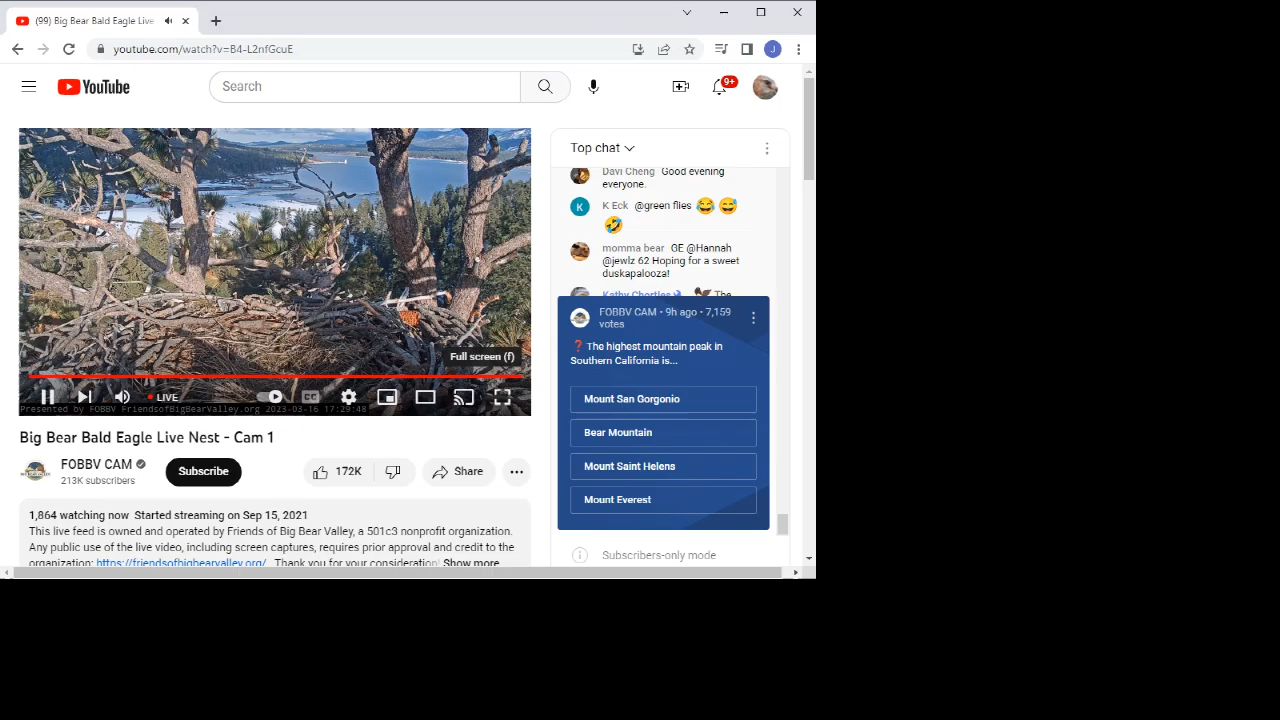 (99) Big Bear Bald Eagle Live
youtube.com/watch?v=B4-L2nfGcuE
YouTube
Search
9+
J
Full screen (f)
LIVE
CC
Presented by FOBBV FriendsofBigBearValley.org 2023-03-16 17:29:48
Big Bear Bald Eagle Live Nest - Cam 1
FOBBV CAM
213K subscribers
Subscribe
172K
Share
1,864 watching now Started streaming on Sep 15, 2021
This live feed is owned and operated by Friends of Big Bear Valley, a 501c3 nonprofit organization.
Any public use of the live video, including screen captures, requires prior approval and credit to the
organization: https://friendsofbigbearvalley.org/ . Thank you for your consideration! Show more
Top chat
Davi Cheng Good evening
everyone.
K
K Eck @green flies 😂 😅
🤣
momma bear GE @Hannah
@jewlz 62 Hoping for a sweet
duskapalooza!
Kathy Chortles The
FOBBV CAM • 9h ago • 7,159
votes
❓The highest mountain peak in
Southern California is...
Mount San Gorgonio
Bear Mountain
Mount Saint Helens
Mount Everest
Subscribers-only mode